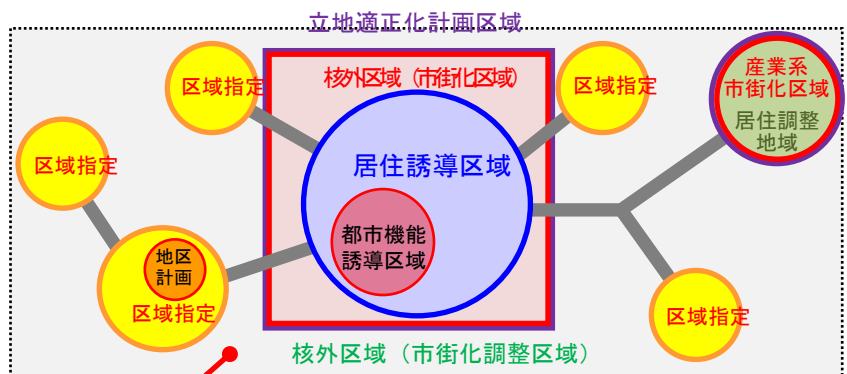 立地適正化計画区域
区域指定
核外区域（市街化区域）
区域指定
産業系
市街化区域
居住調整
地域
区域指定
居住誘導区域
都市機能
誘導区域
地区
計画
区域指定
区域指定
核外区域（市街化調整区域）